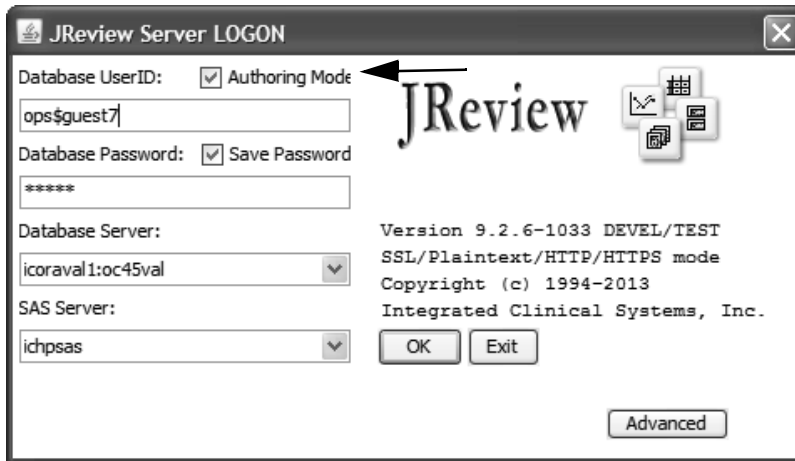 JReview Server LOGON
Database UserID: Authoring Mode
ops$guest7
Database Password: Save Password
*****
Database Server:
icoraval1:oc45val
SAS Server:
ichpsas
JReview
Version 9.2.6-1033 DEVEL/TEST
SSL/Plaintext/HTTP/HTTPS mode
Copyright (c) 1994-2013
Integrated Clinical Systems, Inc.
OK Exit
Advanced